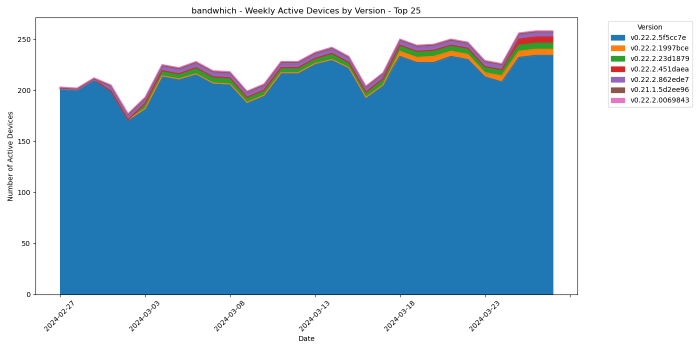 bandwhich - Weekly Active Devices by Version - Top 25
Number of Active Devices
250
200
150
100
50
0
2024-02-27
2024-03-03
2024-03-08
2024-03-13
2024-03-18
2024-03-23
Date
Version
v0.22.2.5f5cc7e
v0.22.2.1997bce
v0.22.2.23d1879
v0.22.2.451daea
v0.22.2.862ede7
v0.21.1.5d2ee96
v0.22.2.0069843